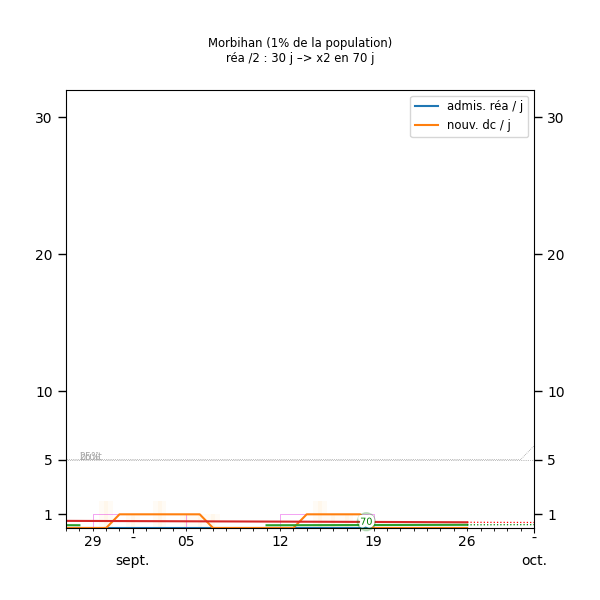 Morbihan (1% de la population)
réa /2 : 30 j –> x2 en 70 j
admis. réa / j
nouv. dc / j
30 30
20 20
10 10
5 5
1 1
70
29 - 05 12 19 26 -
sept. oct.